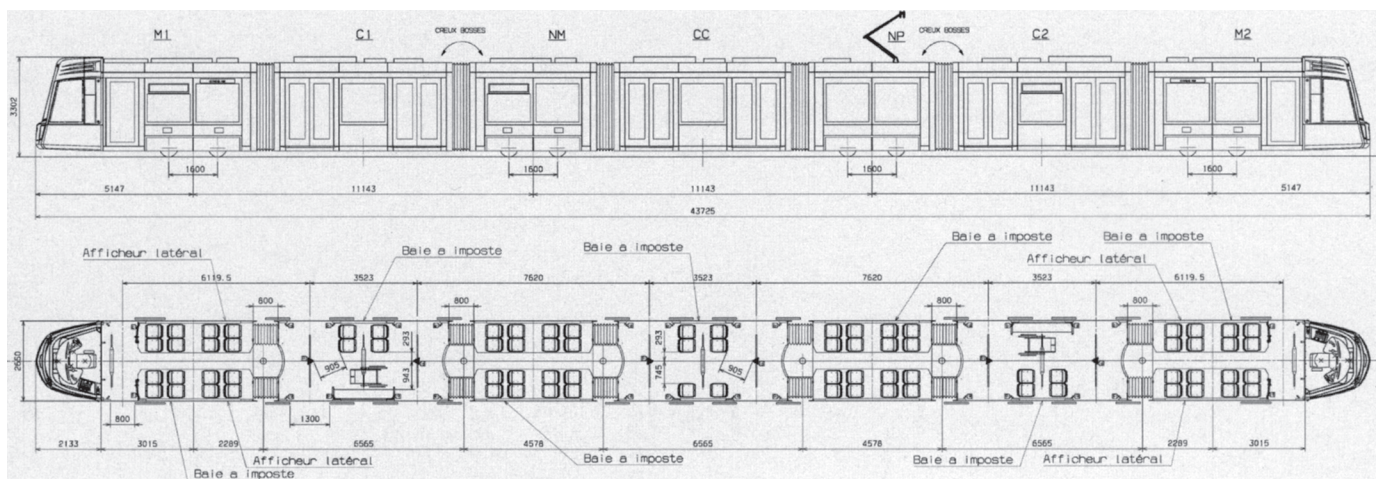 M1 C1 CREUX BOSSES NM CC NP CREUX BOSSES C2 M2
3302
1600 1600 1600 1600
5147 11143 11143 11143 5147
43725
Afficheur latéral Baie a imposte Baie a imposte Baie a imposte Baie a imposte
Afficheur latéral
6119.5 3523 7620 3523 7620 3523 6119.5
800 800 800 800
2650
293 293
905 943 745 905
800 1300
2133 3015 2289 6565 4578 6565 4578 6565 2289 3015
Afficheur latéral Baie a imposte Baie a imposte Afficheur latéral
Baie a imposte